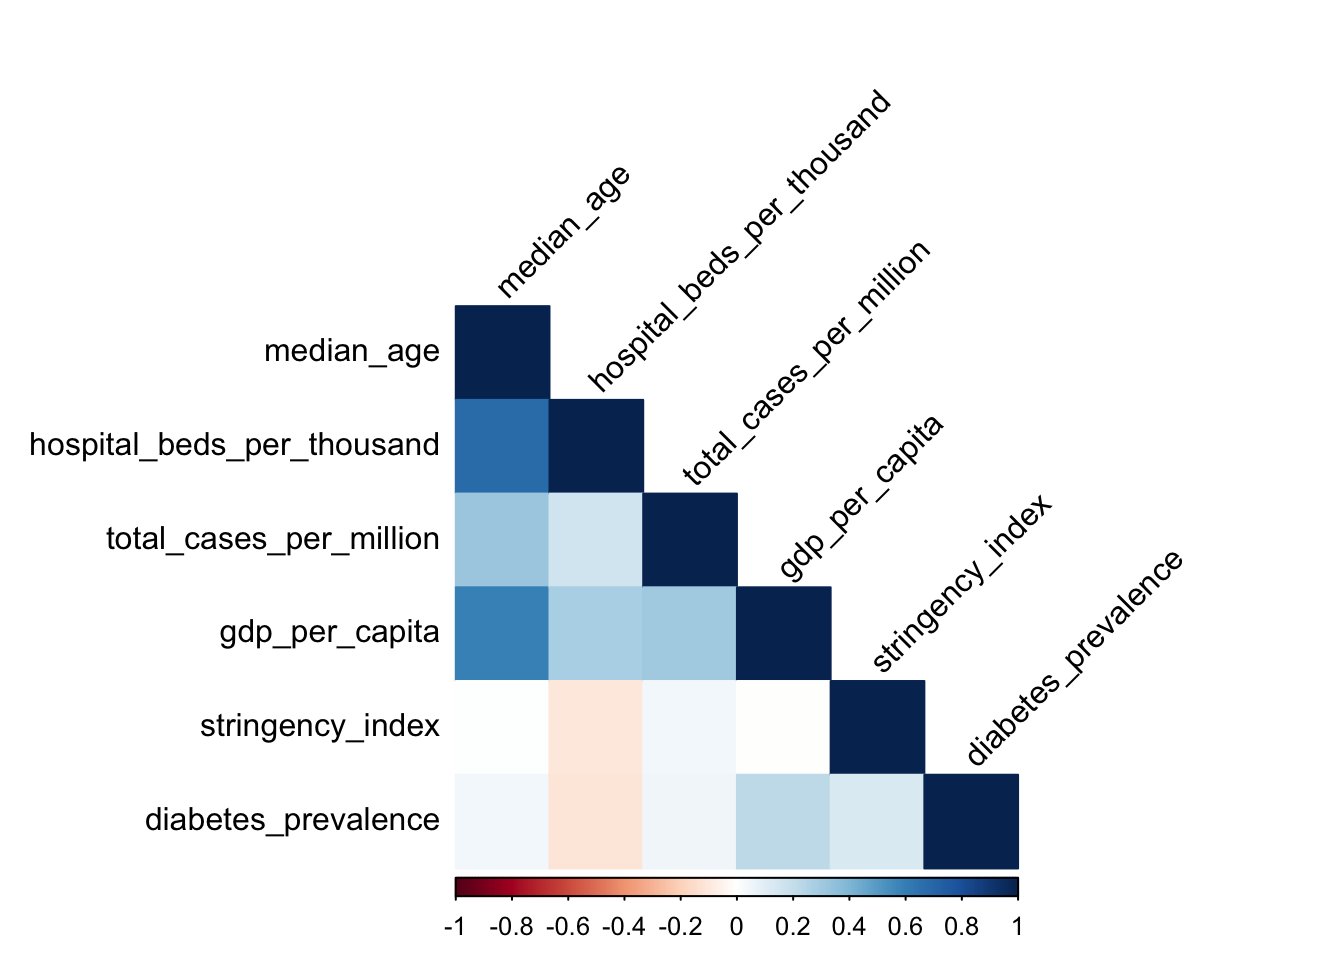 median_age
hospital_beds_per_thousand
total_cases_per_million
gdp_per_capita
stringency_index
diabetes_prevalence
median_age
hospital_beds_per_thousand
total_cases_per_million
gdp_per_capita
stringency_index
diabetes_prevalence
-1 -0.8 -0.6 -0.4 -0.2 0 0.2 0.4 0.6 0.8 1